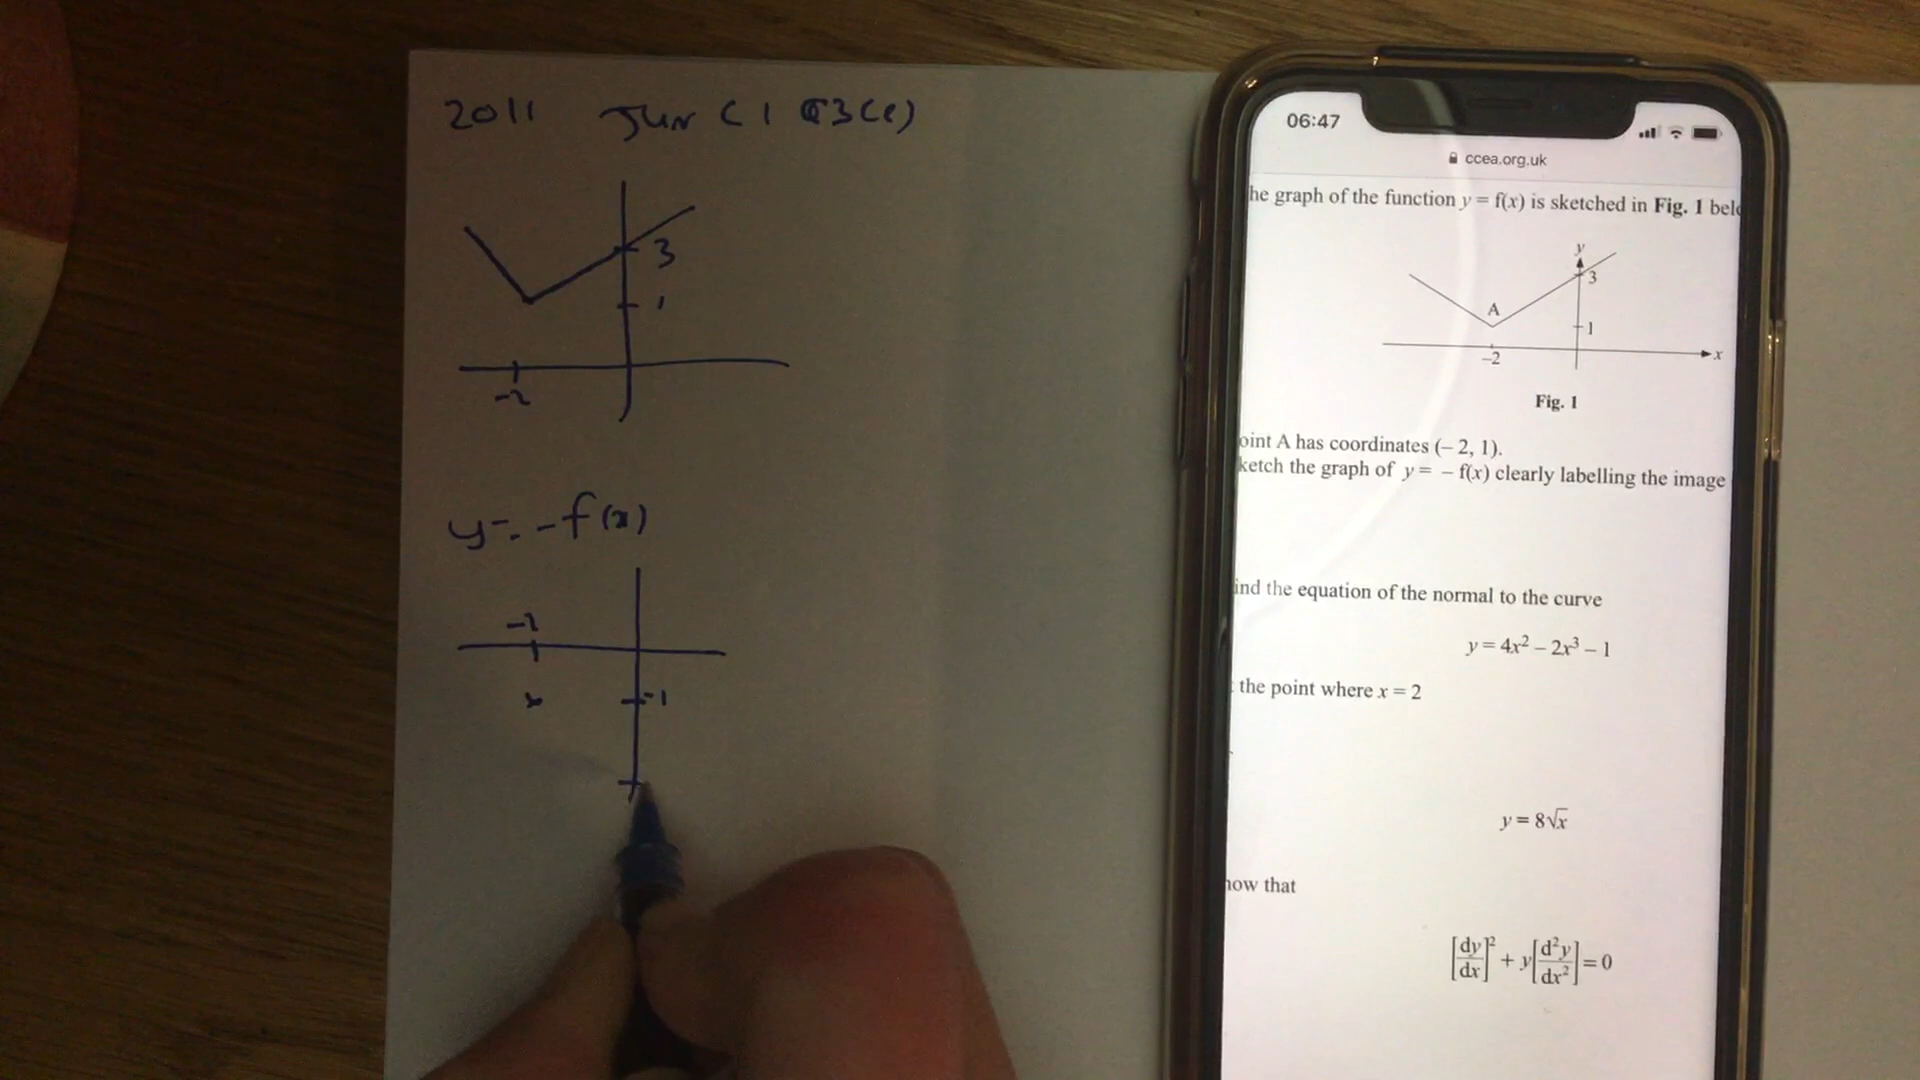 2011 Jun C1 Q3(i)
3
1
-2
y = -f(x)
-2
-1
06:47
ccea.org.uk
he graph of the function y = f(x) is sketched in Fig. 1 belo
y
3
A
1
-2
x
Fig. 1
oint A has coordinates (– 2, 1).
ketch the graph of y = – f(x) clearly labelling the image
ind the equation of the normal to the curve
y = 4x² – 2x³ – 1
the point where x = 2
y = 8√x
now that
[dy/dx]² + y[d²y/dx²] = 0